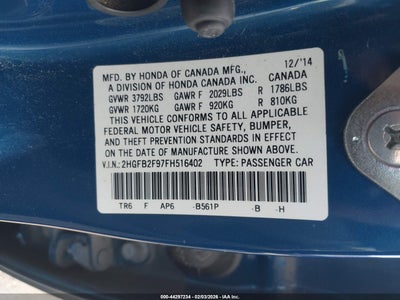 MFD. BY HONDA OF CANADA MFG., 12/'14
A DIVISION OF HONDA CANADA INC. CANADA
GVWR 3792LBS GAWR F 2029LBS R 1786LBS
GVWR 1720KG GAWR F 920KG R 810KG
THIS VEHICLE CONFORMS TO ALL APPLICABLE
FEDERAL MOTOR VEHICLE SAFETY, BUMPER,
AND THEFT PREVENTION STANDARDS IN EFFECT
ON THE DATE OF MANUFACTURE SHOWN ABOVE.
V.I.N.: 2HGFB2F97FH516402 TYPE: PASSENGER CAR
TR6 F AP6 -B561P -B -H
© IAA-44297234 - 02/03/2026 - IAAI.COM